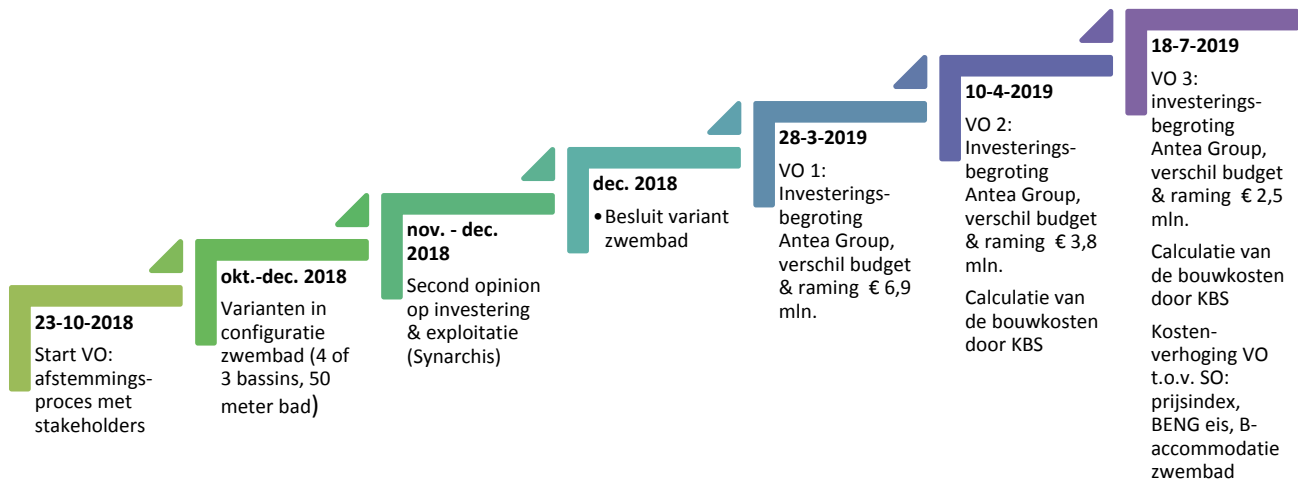 23-10-2018
Start VO:
afstemmings-
proces met
stakeholders
okt.-dec. 2018
Varianten in
configuratie
zwembad (4 of
3 bassins, 50
meter bad)
nov. - dec.
2018
Second opinion
op investering
& exploitatie
(Synarchis)
dec. 2018
•Besluit variant
zwembad
28-3-2019
VO 1:
Investerings-
begroting
Antea Group,
verschil budget
& raming € 6,9
mln.
10-4-2019
VO 2:
Investerings-
begroting
Antea Group,
verschil budget
& raming € 3,8
mln.
Calculatie van
de bouwkosten
door KBS
18-7-2019
VO 3:
investerings-
begroting
Antea Group,
verschil budget
& raming € 2,5
mln.
Calculatie van
de bouwkosten
door KBS
Kosten-
verhoging VO
t.o.v. SO:
prijsindex,
BENG eis, B-
accommodatie
zwembad